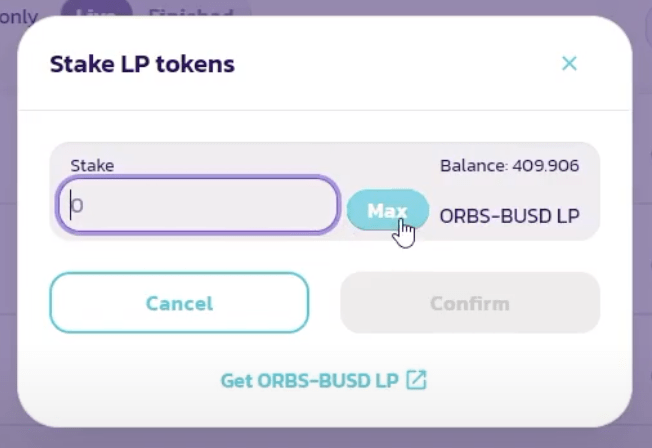 only Live Finished
Stake LP tokens
Stake Balance: 409.906
0 Max ORBS-BUSD LP
Cancel Confirm
Get ORBS-BUSD LP